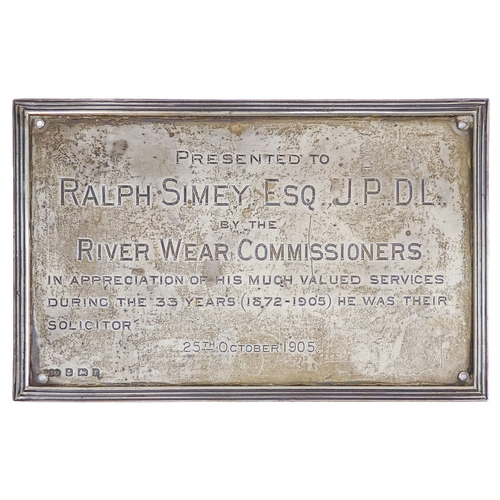 PRESENTED TO
RALPH SIMEY, ESQ., J.P. D.L.
BY THE
RIVER WEAR COMMISSIONERS
IN APPRECIATION OF HIS MUCH VALUED SERVICES
DURING THE 33 YEARS (1872-1905) HE WAS THEIR
SOLICITOR
25TH OCTOBER 1905